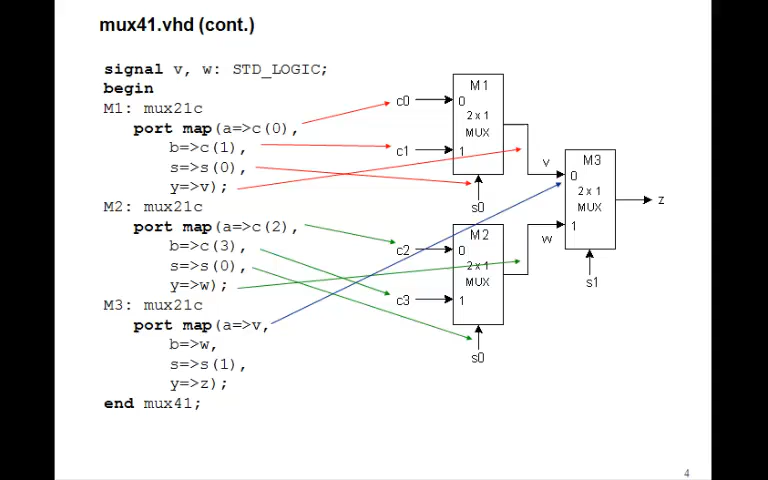 mux41.vhd (cont.)
signal v, w: STD_LOGIC;
begin
M1: mux21c
port map(a=>c(0),
b=>c(1),
s=>s(0),
y=>v);
M2: mux21c
port map(a=>c(2),
b=>c(3),
s=>s(0),
y=>w);
M3: mux21c
port map(a=>v,
b=>w,
s=>s(1),
y=>z);
end mux41;
c0
c1
M1
0
2 x 1
MUX
1
s0
v
c2
c3
M2
0
2 x 1
MUX
1
s0
w
M3
0
2 x 1
MUX
1
s1
z
4